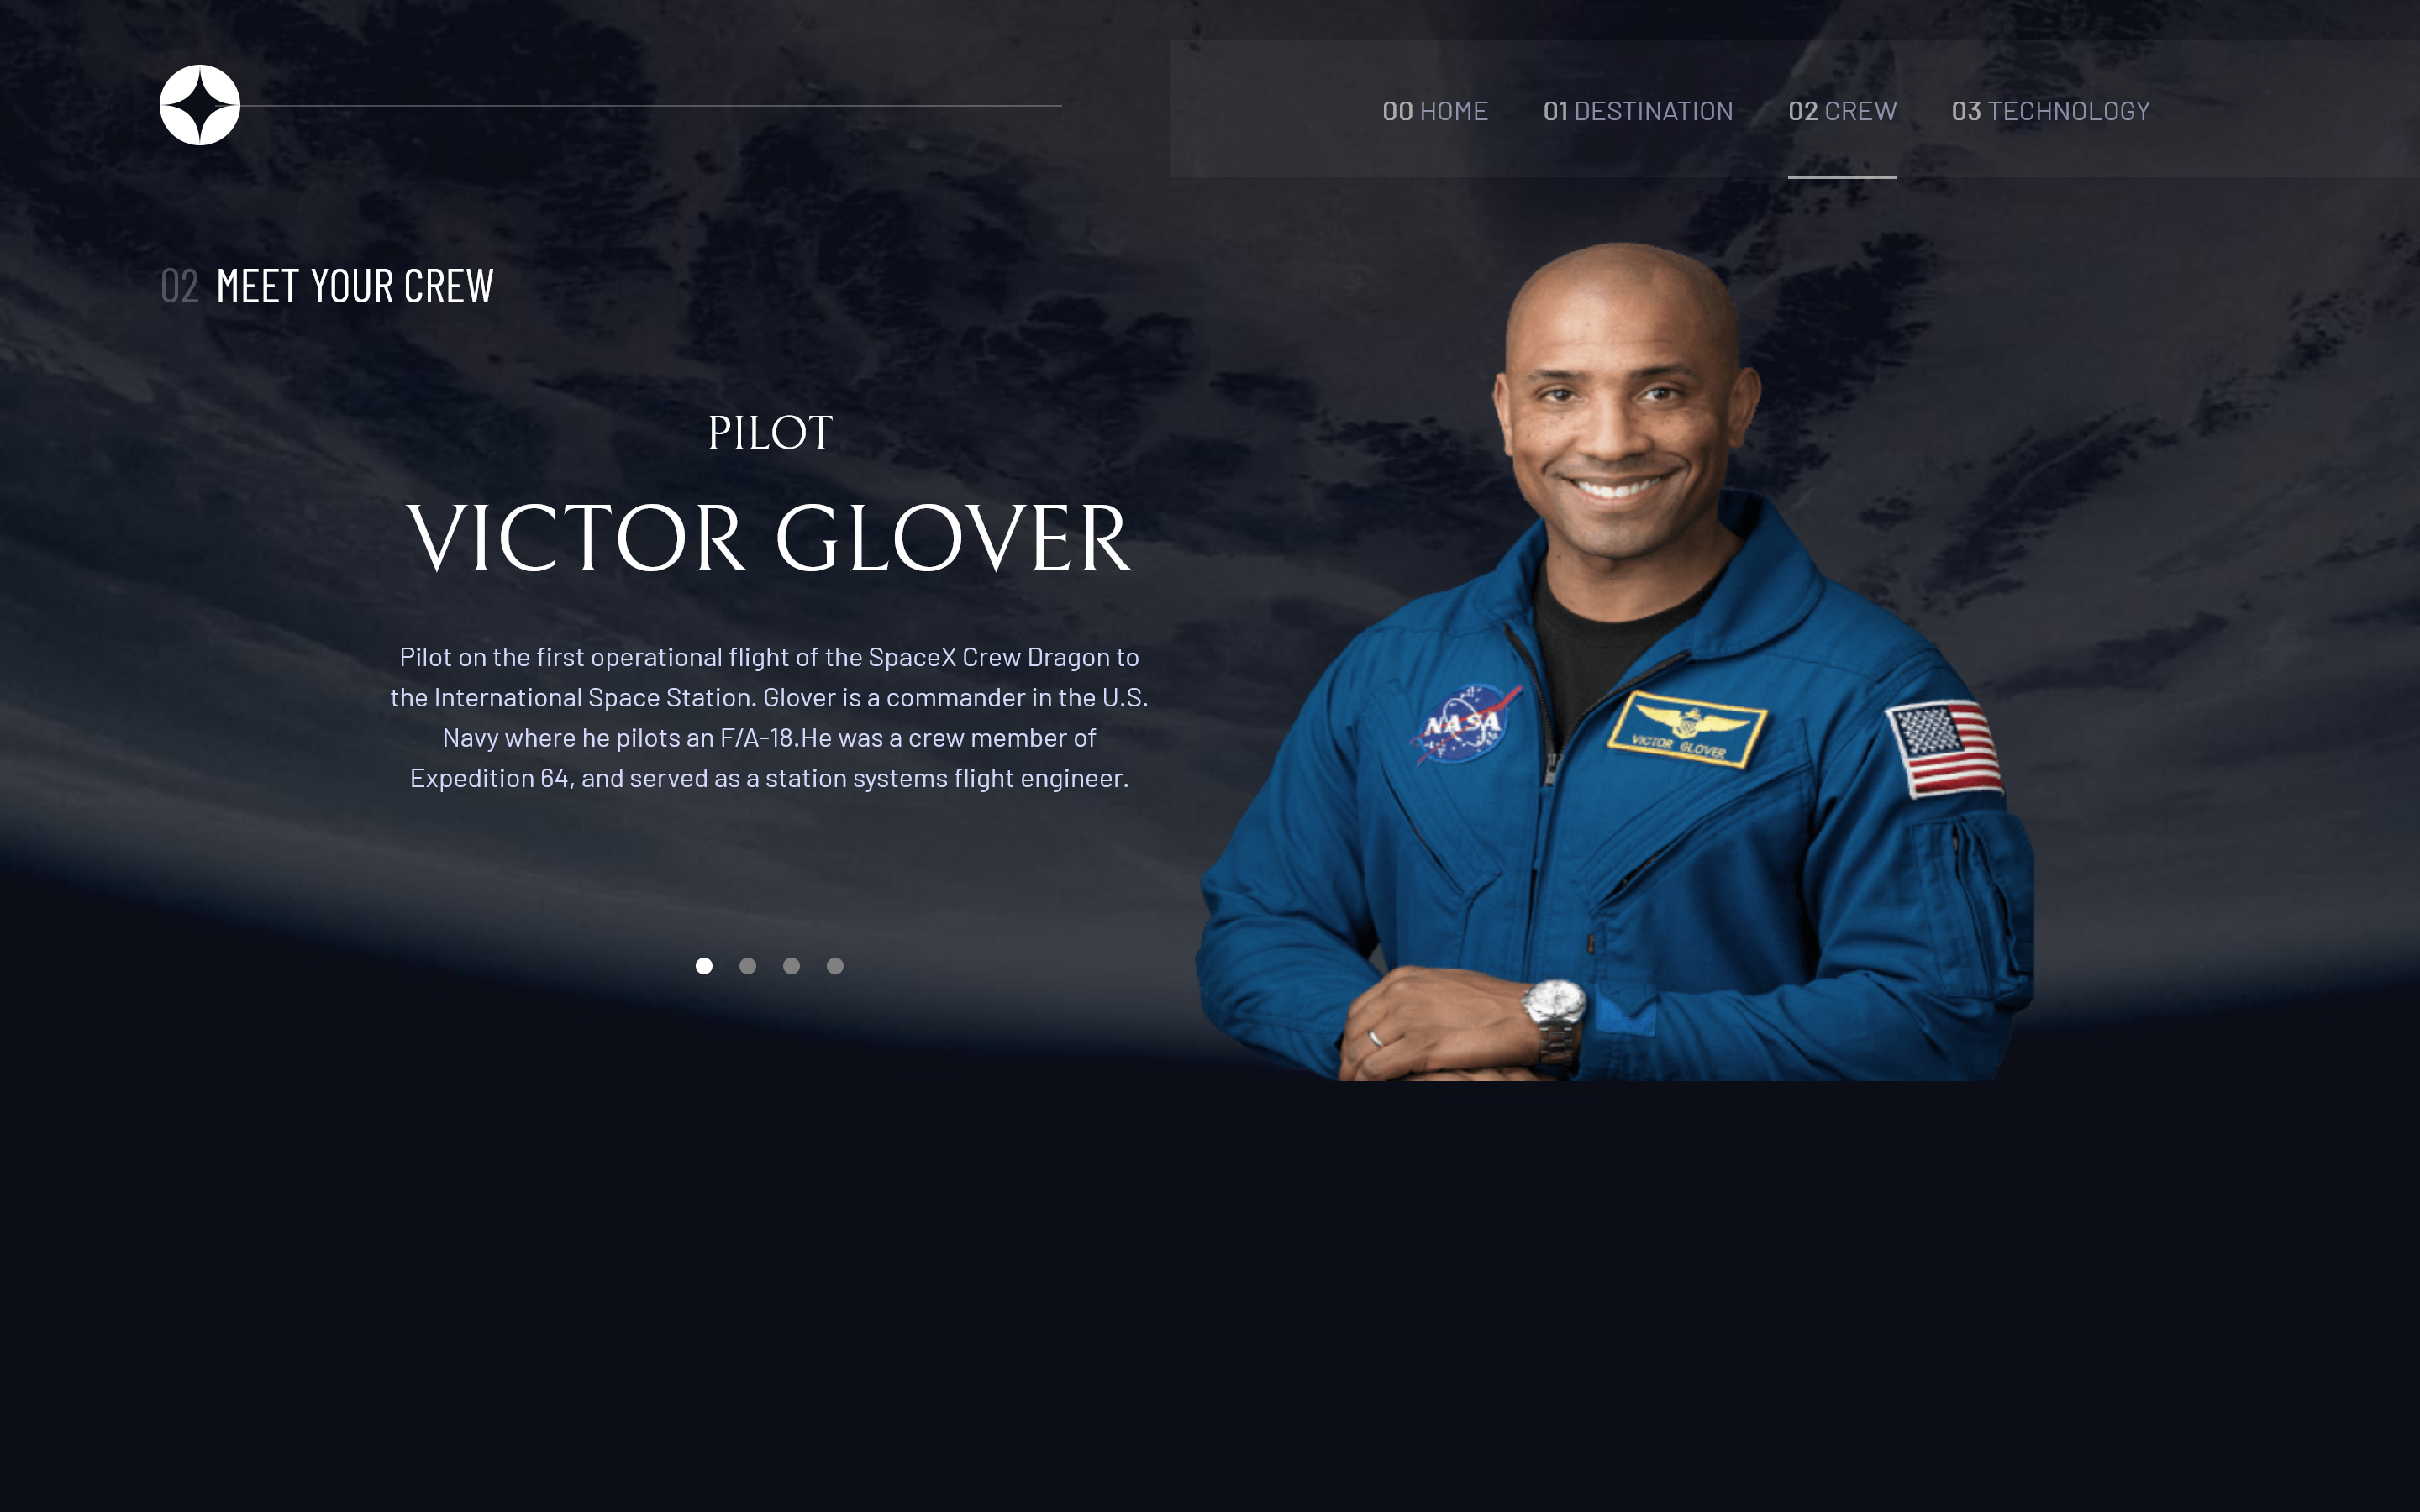 00 HOME 01 DESTINATION 02 CREW 03 TECHNOLOGY
02 MEET YOUR CREW
PILOT
VICTOR GLOVER
Pilot on the first operational flight of the SpaceX Crew Dragon to
the International Space Station. Glover is a commander in the U.S.
Navy where he pilots an F/A-18.He was a crew member of
Expedition 64, and served as a station systems flight engineer.
NASA
VICTOR GLOVER